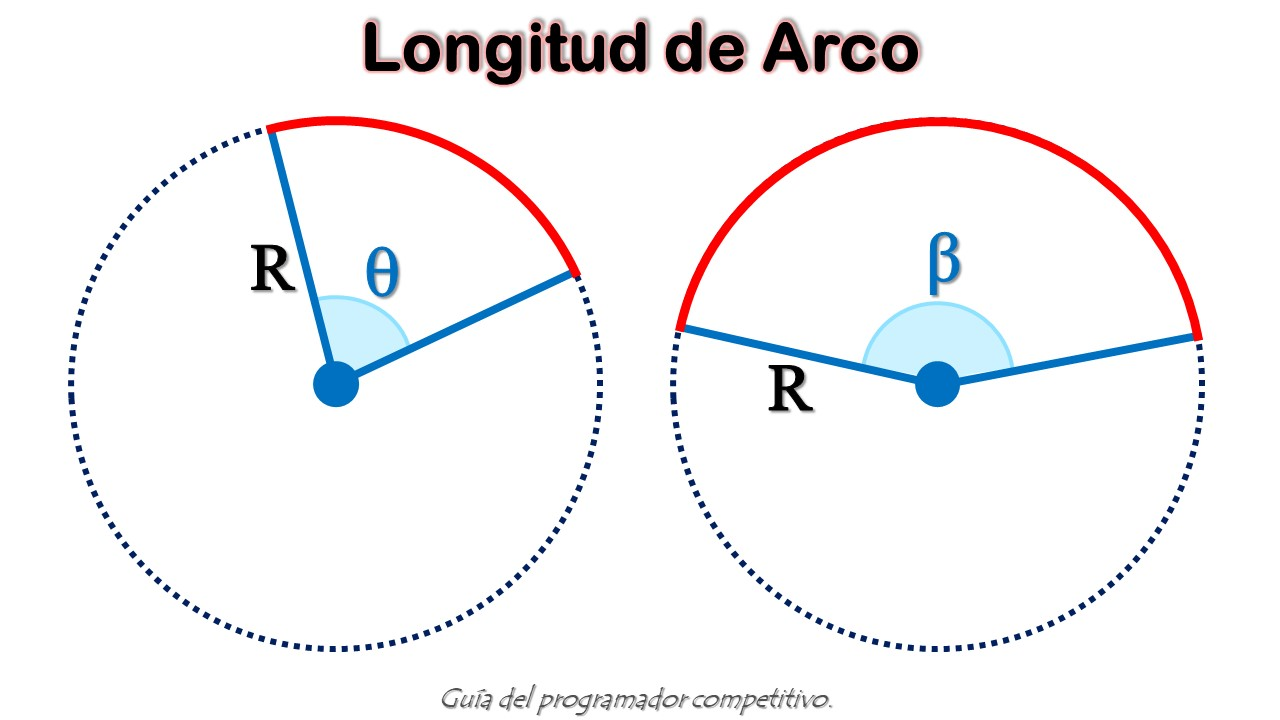 Longitud de Arco
R
θ
β
R
Guía del programador competitivo.